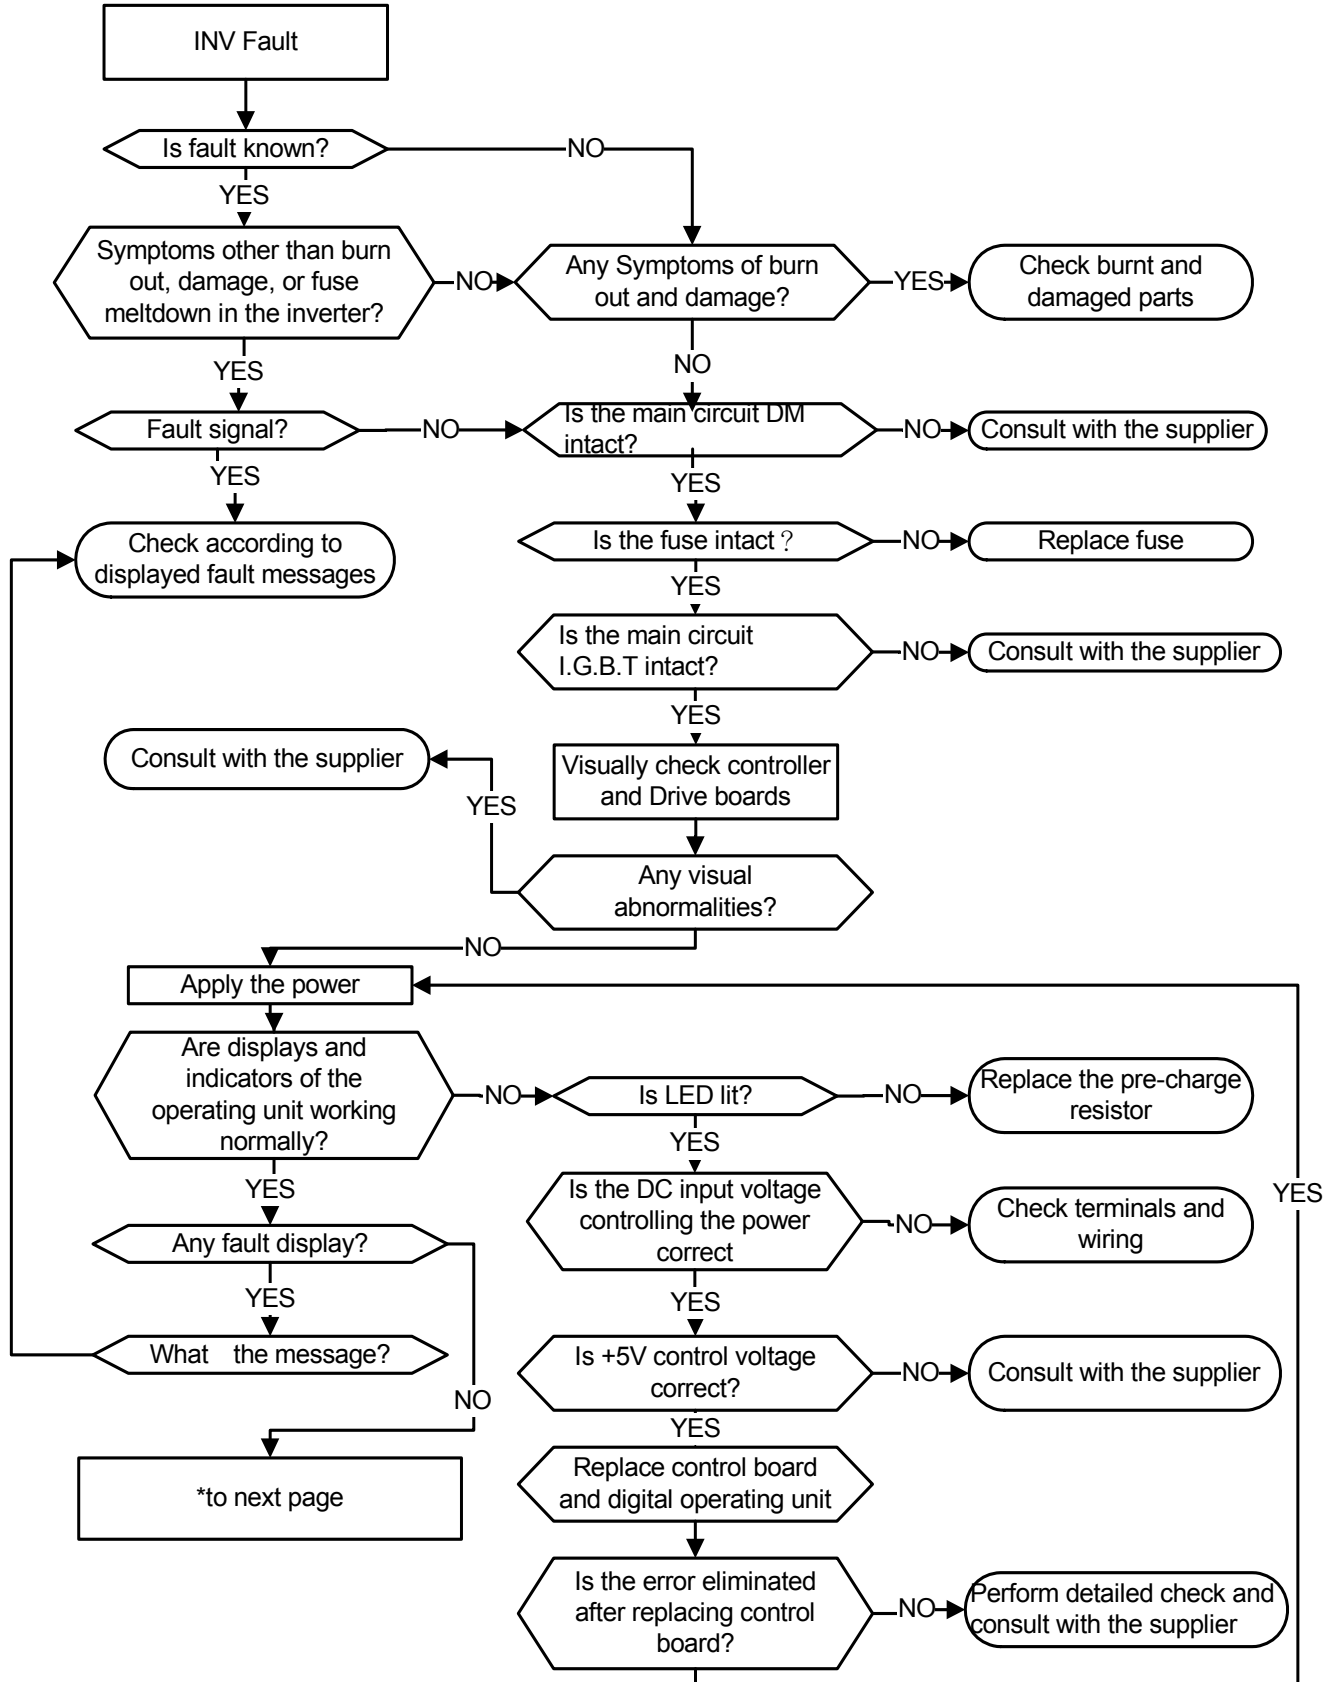 INV Fault
Is fault known?
NO
YES
Symptoms other than burn
out, damage, or fuse
meltdown in the inverter?
NO
Any Symptoms of burn
out and damage?
YES
Check burnt and
damaged parts
YES
NO
Fault signal?
NO
Is the main circuit DM
intact?
NO
Consult with the supplier
YES
YES
Check according to
displayed fault messages
Is the fuse intact？
NO
Replace fuse
YES
Is the main circuit
I.G.B.T intact?
NO
Consult with the supplier
YES
Consult with the supplier
Visually check controller
and Drive boards
YES
Any visual
abnormalities?
NO
Apply the power
Are displays and
indicators of the
operating unit working
normally?
NO
Is LED lit?
NO
Replace the pre-charge
resistor
YES
YES
YES
Is the DC input voltage
controlling the power
correct
NO
Check terminals and
wiring
Any fault display?
YES
YES
What the message?
Is +5V control voltage
correct?
NO
Consult with the supplier
NO
YES
*to next page
Replace control board
and digital operating unit
Is the error eliminated
after replacing control
board?
NO
Perform detailed check and
consult with the supplier